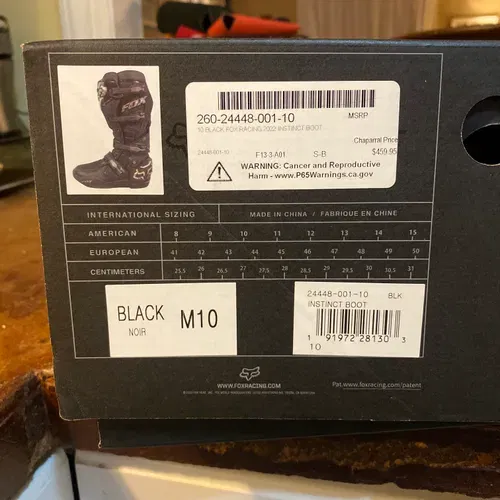 FOX
260-24448-001-10
MSRP
10 BLACK FOX RACING 2022 INSTINCT BOOT
Chaparral Price
24448-001-10 F13-3-A01 S-B $459.95
WARNING: Cancer and Reproductive
Harm - www.P65Warnings.ca.gov
INTERNATIONAL SIZING MADE IN CHINA / FABRIQUE EN CHINE
AMERICAN 8 9 10 11 12 13 14 15
EUROPEAN 41 42 43 44 45 46 47 48 49 50
CENTIMETERS 25.5 26 26.5 27 27.5 28 28.5 29 29.5 30 30.5 31
BLACK M10
NOIR
24448-001-10 BLK
INSTINCT BOOT
1 91972 28130 3
10
WWW.FOXRACING.COM
Pat.www.foxracing.com/patent